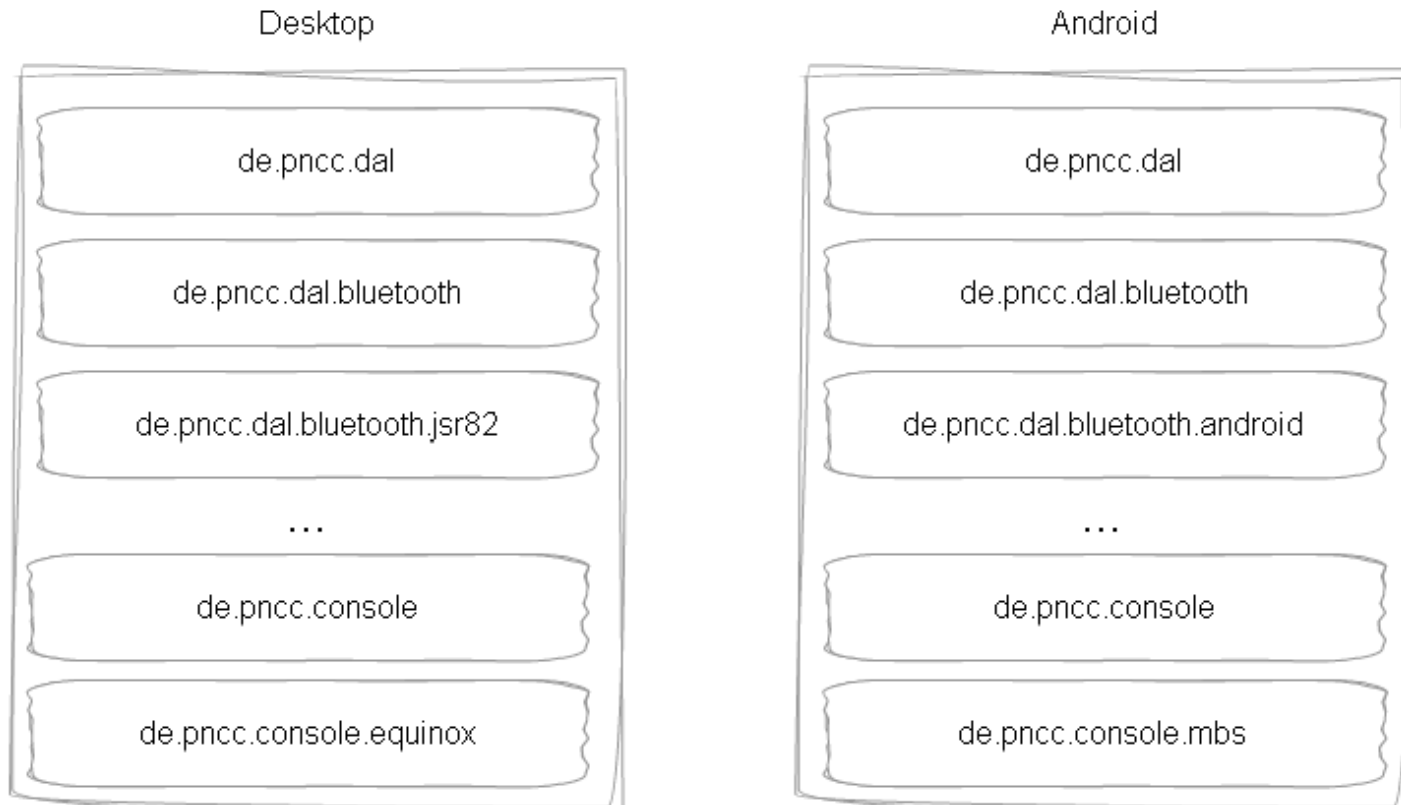 Desktop
de.pncc.dal
de.pncc.dal.bluetooth
de.pncc.dal.bluetooth.jsr82
...
de.pncc.console
de.pncc.console.equinox
Android
de.pncc.dal
de.pncc.dal.bluetooth
de.pncc.dal.bluetooth.android
...
de.pncc.console
de.pncc.console.mbs